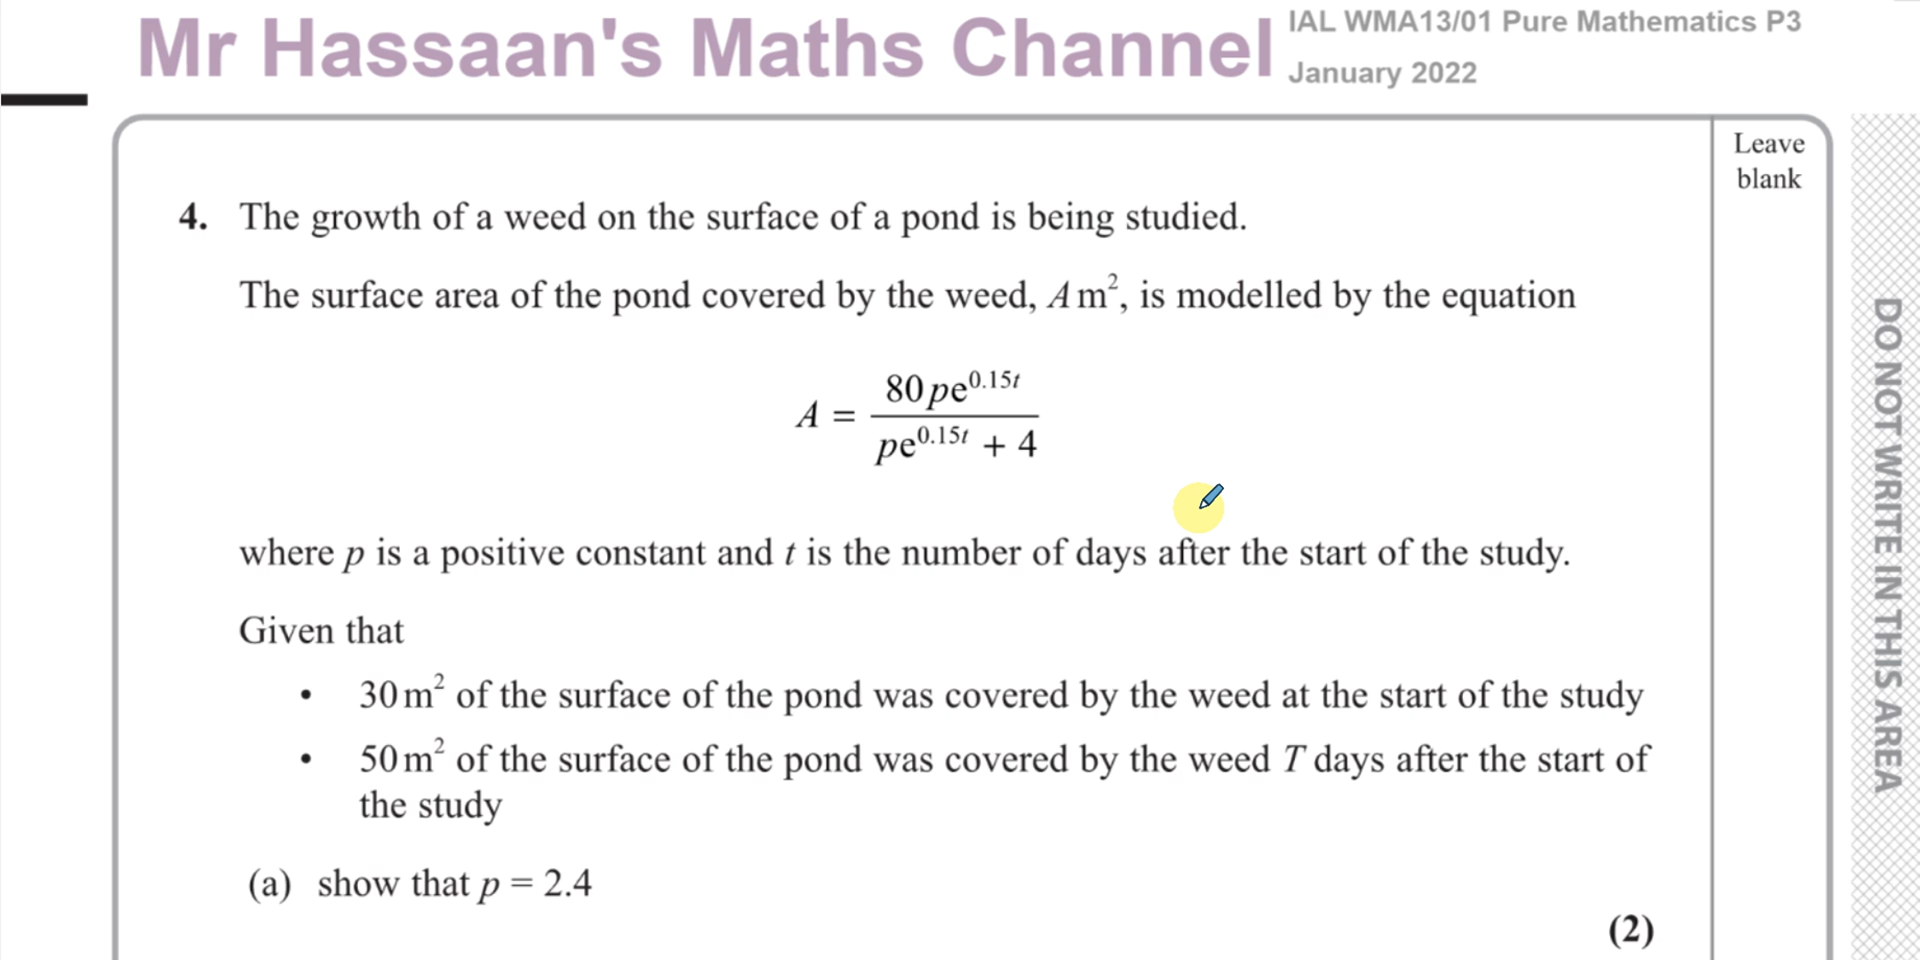 Mr Hassaan's Maths Channel
IAL WMA13/01 Pure Mathematics P3
January 2022
Leave
blank
4. The growth of a weed on the surface of a pond is being studied.
The surface area of the pond covered by the weed, A m², is modelled by the equation
A = \frac{80pe^{0.15t}}{pe^{0.15t} + 4}
where p is a positive constant and t is the number of days after the start of the study.
Given that
• 30 m² of the surface of the pond was covered by the weed at the start of the study
• 50 m² of the surface of the pond was covered by the weed T days after the start of
the study
(a) show that p = 2.4
(2)
DO NOT WRITE IN THIS AREA